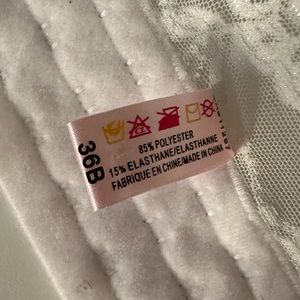 85% POLYESTER
15% ELASTHANE/ELASTHANNE
FABRIQUE EN CHINE/MADE IN CHINA
36B